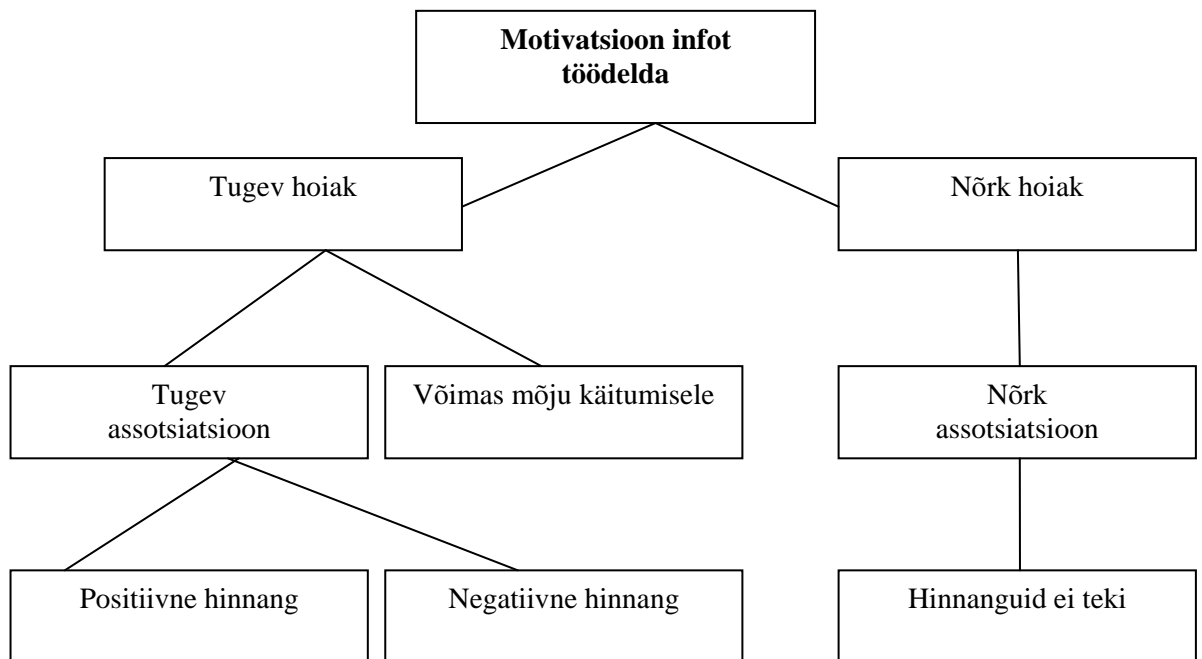 Motivatsioon infot
töödelda
Tugev hoiak
Nõrk hoiak
Tugev
assotsiatsioon
Võimas mõju käitumisele
Nõrk
assotsiatsioon
Positiivne hinnang
Negatiivne hinnang
Hinnanguid ei teki